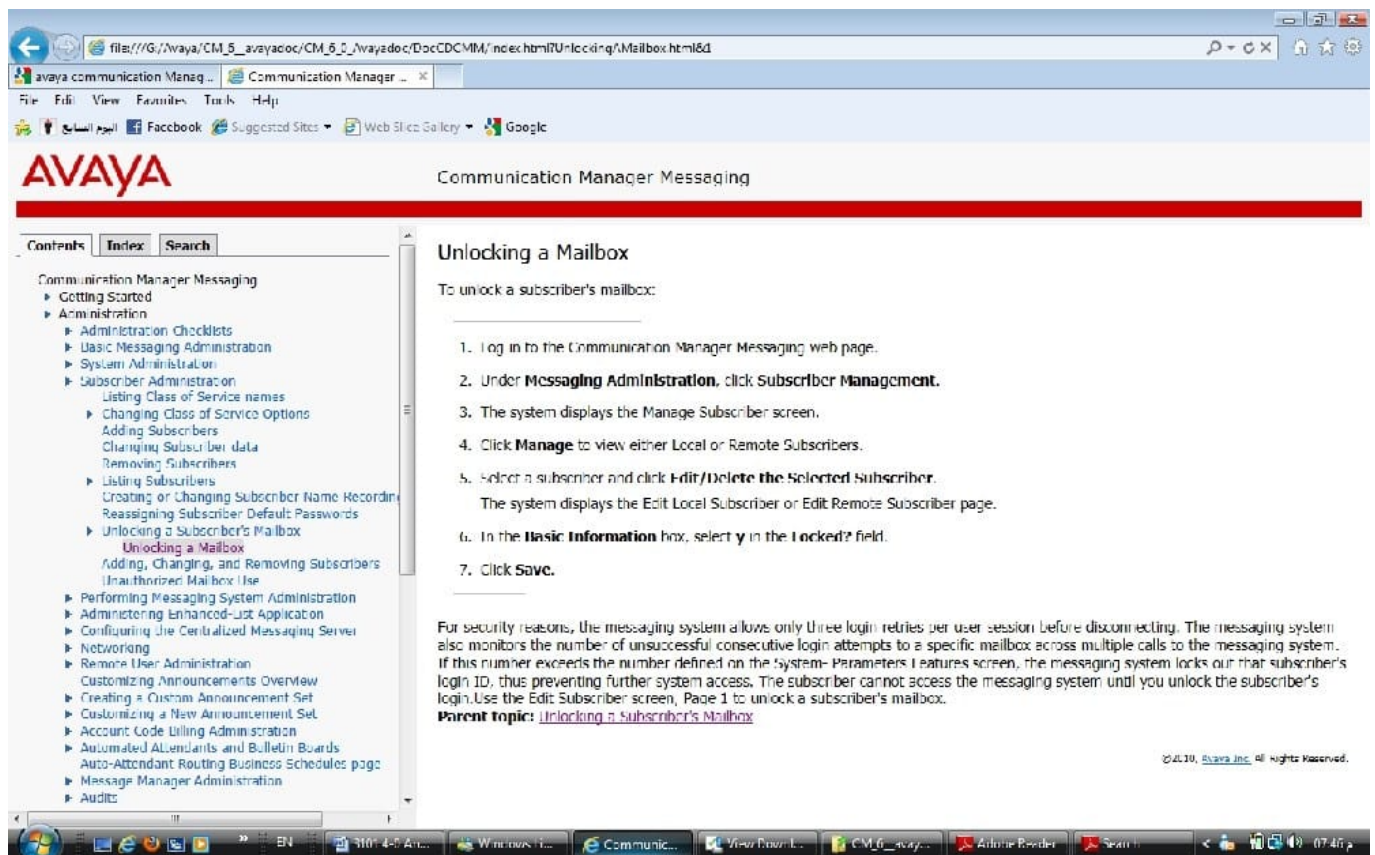 file:///G:/Avaya/CM_6__avayadoc/CM_6_0_Avayadoc/DocCDCMM/index.html?UnlockingAMailbox.html&1
avaya communication Manag... Communication Manager ...
File Edit View Favorites Tools Help
اليوم السابع Facebook Suggested Sites Web Slice Gallery Google
AVAYA
Communication Manager Messaging
Contents Index Search
Communication Manager Messaging
Getting Started
Administration
Administration Checklists
Basic Messaging Administration
System Administration
Subscriber Administration
Listing Class of Service names
Changing Class of Service Options
Adding Subscribers
Changing Subscriber data
Removing Subscribers
Listing Subscribers
Creating or Changing Subscriber Name Recording
Reassigning Subscriber Default Passwords
Unlocking a Subscriber's Mailbox
Unlocking a Mailbox
Adding, Changing, and Removing Subscribers
Unauthorized Mailbox Use
Performing Messaging System Administration
Administering Enhanced-List Application
Configuring the Centralized Messaging Server
Networking
Remote User Administration
Customizing Announcements Overview
Creating a Custom Announcement Set
Customizing a New Announcement Set
Account Code Billing Administration
Automated Attendants and Bulletin Boards
Auto-Attendant Routing Business Schedules page
Message Manager Administration
Audits
Unlocking a Mailbox
To unlock a subscriber's mailbox:
1. Log in to the Communication Manager Messaging web page.
2. Under Messaging Administration, click Subscriber Management.
3. The system displays the Manage Subscriber screen.
4. Click Manage to view either Local or Remote Subscribers.
5. Select a subscriber and click Edit/Delete the Selected Subscriber.
The system displays the Edit Local Subscriber or Edit Remote Subscriber page.
6. In the Basic Information box, select y in the Locked? field.
7. Click Save.
For security reasons, the messaging system allows only three login retries per user session before disconnecting. The messaging system
also monitors the number of unsuccessful consecutive login attempts to a specific mailbox across multiple calls to the messaging system.
If this number exceeds the number defined on the System- Parameters Features screen, the messaging system locks out that subscriber's
login ID, thus preventing further system access. The subscriber cannot access the messaging system until you unlock the subscriber's
login.Use the Edit Subscriber screen, Page 1 to unlock a subscriber's mailbox.
Parent topic: Unlocking a Subscriber's Mailbox
©2010, Avaya Inc. All Rights Reserved.
EN 3101 4-0 An... Windows Li... Communic... View Downl... CM_6__avay... Adobe Reader Search 07:46 م